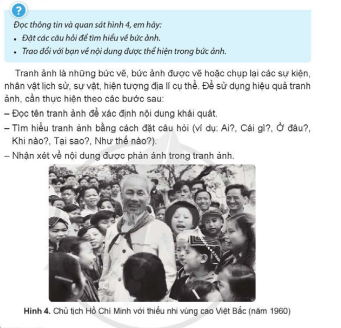 ?
Đọc thông tin và quan sát hình 4, em hãy:
• Đặt các câu hỏi để tìm hiểu về bức ảnh.
• Trao đổi với bạn về nội dung được thể hiện trong bức ảnh.
Tranh ảnh là những bức vẽ, bức ảnh được vẽ hoặc chụp lại các sự kiện,
nhân vật lịch sử, sự vật, hiện tượng địa lí cụ thể. Để sử dụng hiệu quả tranh
ảnh, cần thực hiện theo các bước sau:
– Đọc tên tranh ảnh để xác định nội dung khái quát.
– Tìm hiểu tranh ảnh bằng cách đặt câu hỏi (ví dụ: Ai?, Cái gì?, Ở đâu?,
Khi nào?, Tại sao?, Như thế nào?).
– Nhận xét về nội dung được phản ánh trong tranh ảnh.
Hình 4. Chủ tịch Hồ Chí Minh với thiếu nhi vùng cao Việt Bắc (năm 1960)